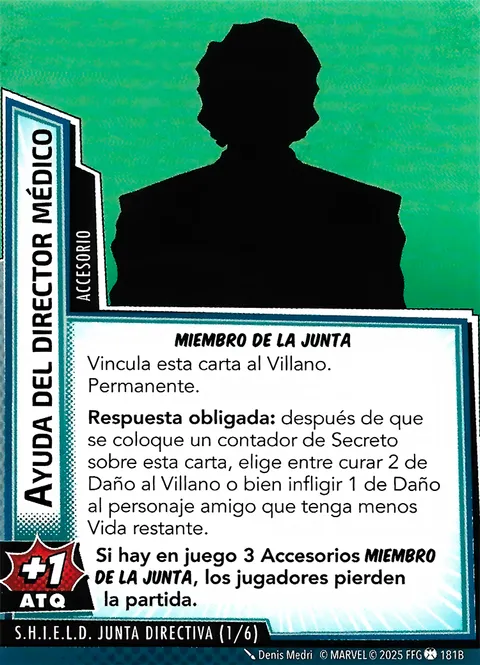 AYUDA DEL DIRECTOR MÉDICO
ACCESORIO
MIEMBRO DE LA JUNTA
Vincula esta carta al Villano.
Permanente.
Respuesta obligada: después de que
se coloque un contador de Secreto
sobre esta carta, elige entre curar 2 de
Daño al Villano o bien infligir 1 de Daño
al personaje amigo que tenga menos
Vida restante.
Si hay en juego 3 Accesorios MIEMBRO
DE LA JUNTA, los jugadores pierden
la partida.
+1
ATQ
S.H.I.E.L.D. JUNTA DIRECTIVA (1/6)
Denis Medri © MARVEL © 2025 FFG 181B